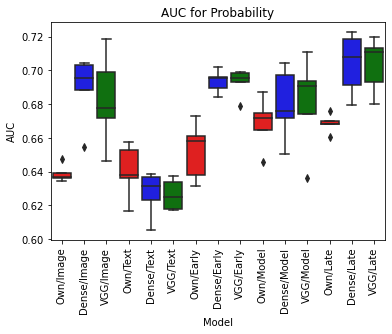 AUC for Probability
AUC
0.72
0.70
0.68
0.66
0.64
0.62
0.60
Own/Image
Dense/Image
VGG/Image
Own/Text
Dense/Text
VGG/Text
Own/Early
Dense/Early
VGG/Early
Own/Model
Dense/Model
VGG/Model
Own/Late
Dense/Late
VGG/Late
Model